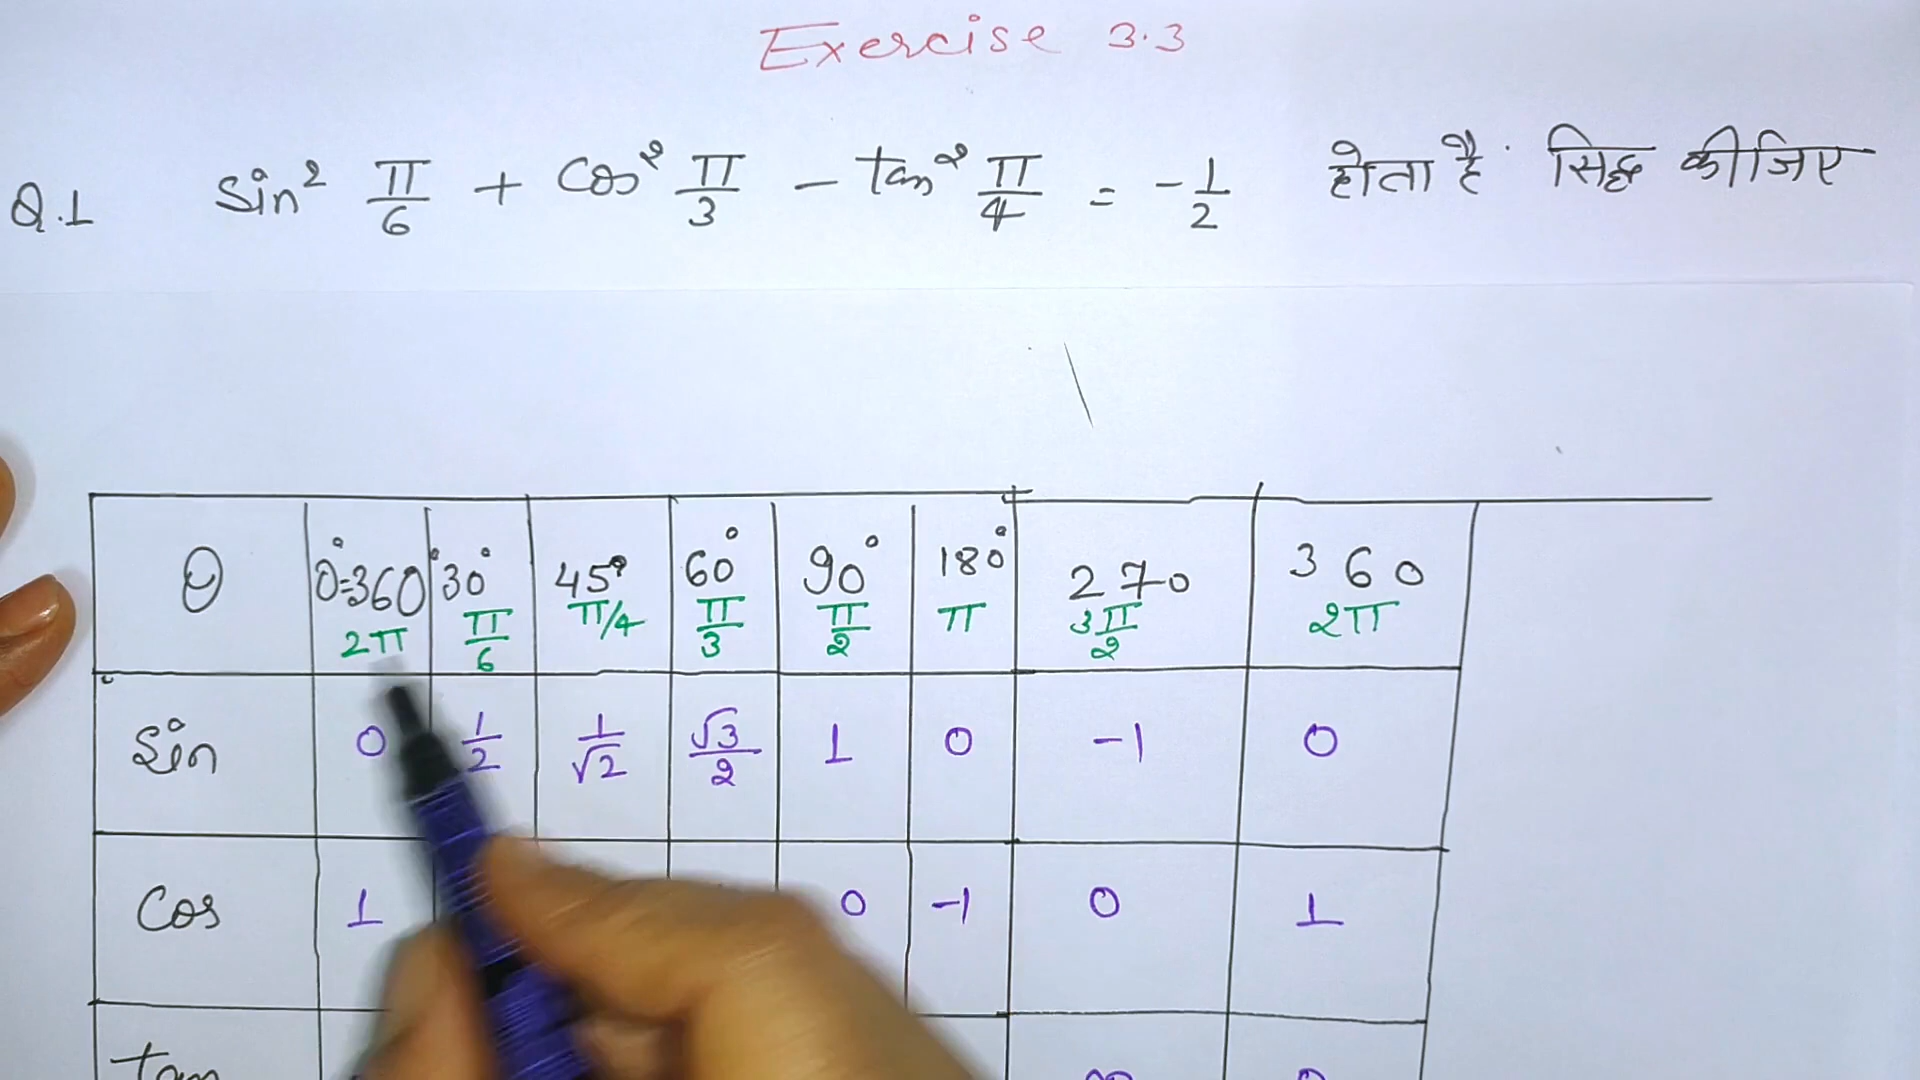 Exercise 3.3
Q.1 sin² π/6 + cos² π/3 - tan² π/4 = -1/2 होता है. सिद्ध कीजिए
θ 0°=360° 30° 45° 60° 90° 180° 270 360
2π π/6 π/4 π/3 π/2 π 3π/2 2π
sin 0 1/2 1/√2 √3/2 1 0 -1 0
cos 1 0 -1 0 1
tan